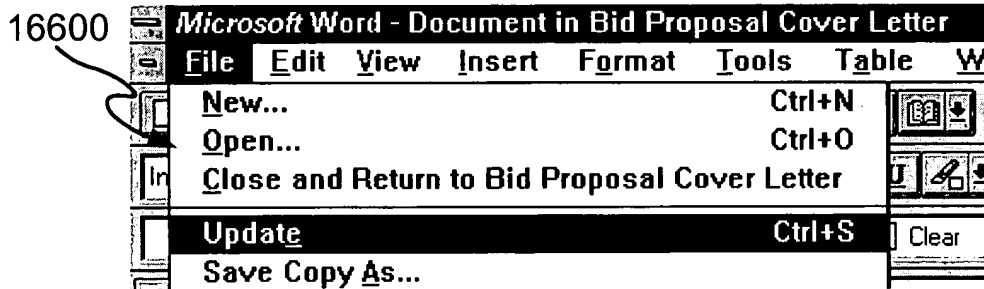 16600
Microsoft Word - Document in Bid Proposal Cover Letter
File Edit View Insert Format Tools Table W
New... Ctrl+N
Open... Ctrl+O
In
Close and Return to Bid Proposal Cover Letter U
Update Ctrl+S Clear
Save Copy As...